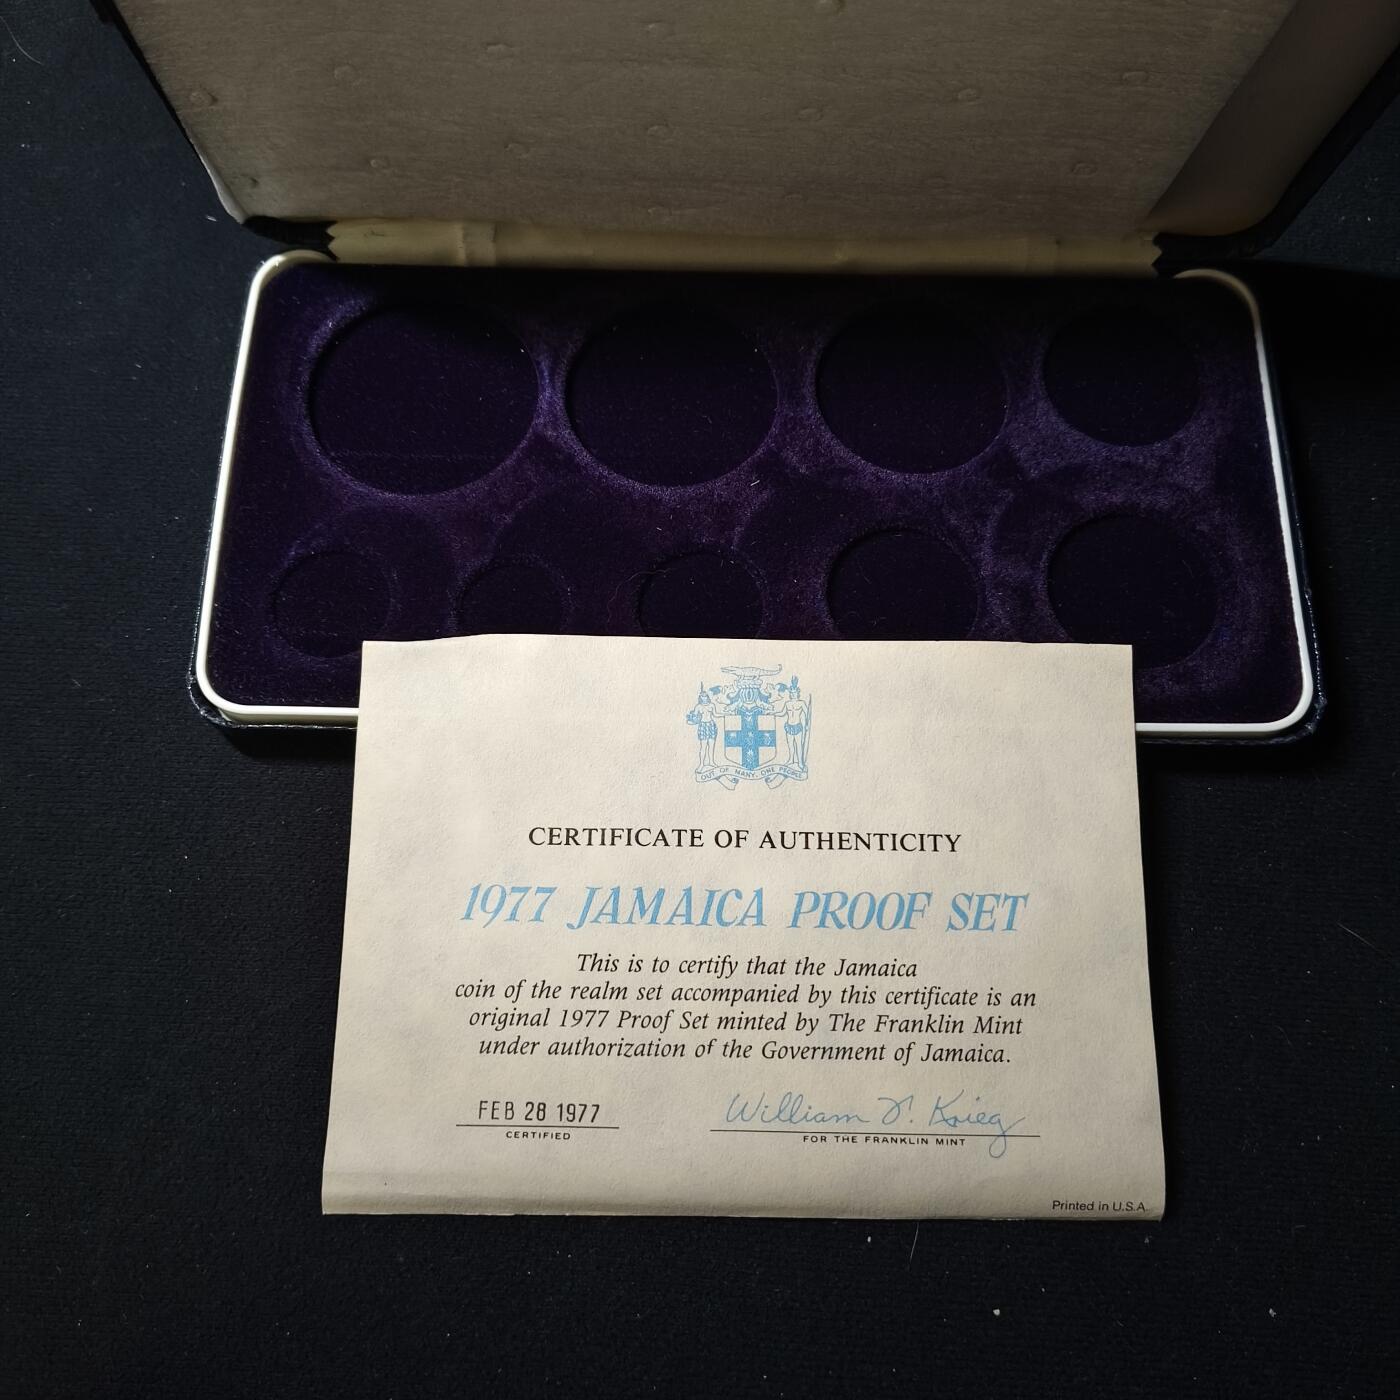 OUT OF MANY, ONE PEOPLE
CERTIFICATE OF AUTHENTICITY
1977 JAMAICA PROOF SET
This is to certify that the Jamaica
coin of the realm set accompanied by this certificate is an
original 1977 Proof Set minted by The Franklin Mint
under authorization of the Government of Jamaica.
FEB 28 1977
CERTIFIED
William T. Krieg
FOR THE FRANKLIN MINT
Printed in U.S.A.